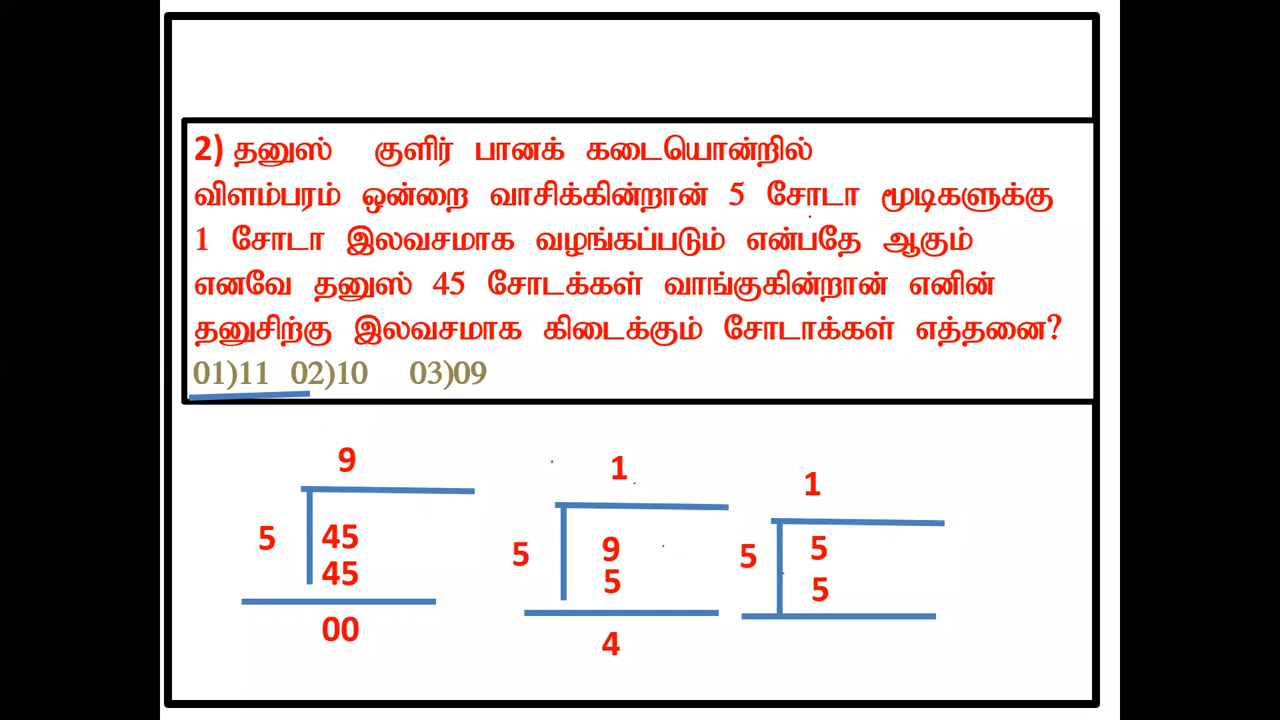 2) தனுஸ் குளிர் பானக் கடையொன்றில்
விளம்பரம் ஒன்றை வாசிக்கின்றான் 5 சோடா மூடிகளுக்கு
1 சோடா இலவசமாக வழங்கப்படும் என்பதே ஆகும்
எனவே தனுஸ் 45 சோடக்கள் வாங்குகின்றான் எனின்
தனுசிற்கு இலவசமாக கிடைக்கும் சோடாக்கள் எத்தனை?
01)11 02)10 03)09
9
5 45
45
00
1
5 9
5
4
1
5 5
5